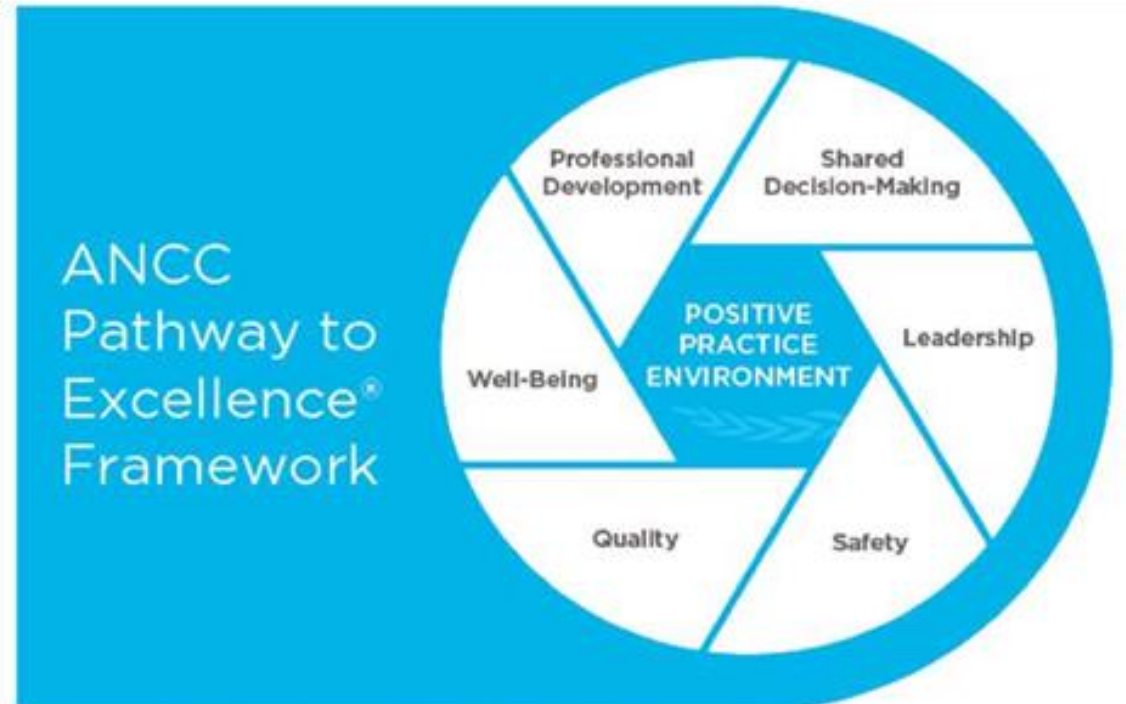 ANCC
Pathway to
Excellence®
Framework
Professional
Development
Shared
Decision-Making
Leadership
Safety
Quality
Well-Being
POSITIVE
PRACTICE
ENVIRONMENT